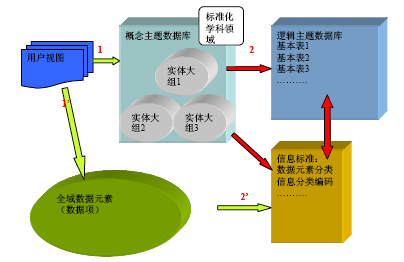 用户视图
1
概念主题数据库
标准化
学科领
域
2
逻辑主题数据库
基本表1
基本表2
基本表3
……….
实体大
组1
实体大
组2
实体大
组3
1’
信息标准：
数据元素分类
信息分类编码
……….
全域数据元素
（数据项）
2’